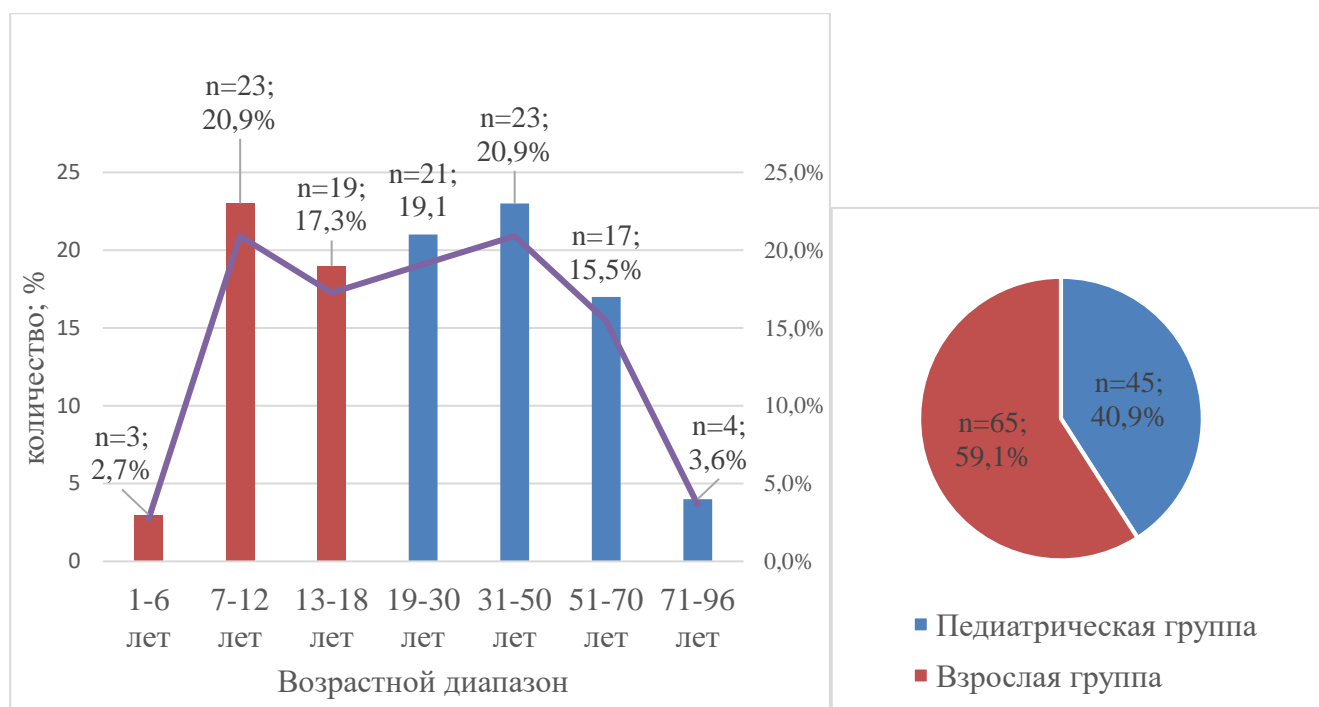 n=23;
20,9%
n=23;
20,9%
n=19;
17,3%
n=21;
19,1
n=17;
15,5%
n=3;
2,7%
n=4;
3,6%
количество; %
25
20
15
10
5
0
25,0%
20,0%
15,0%
10,0%
5,0%
0,0%
1-6 7-12 13-18 19-30 31-50 51-70 71-96
лет лет лет лет лет лет лет
Возрастной диапазон
n=45;
40,9%
n=65;
59,1%
Педиатрическая группа
Взрослая группа